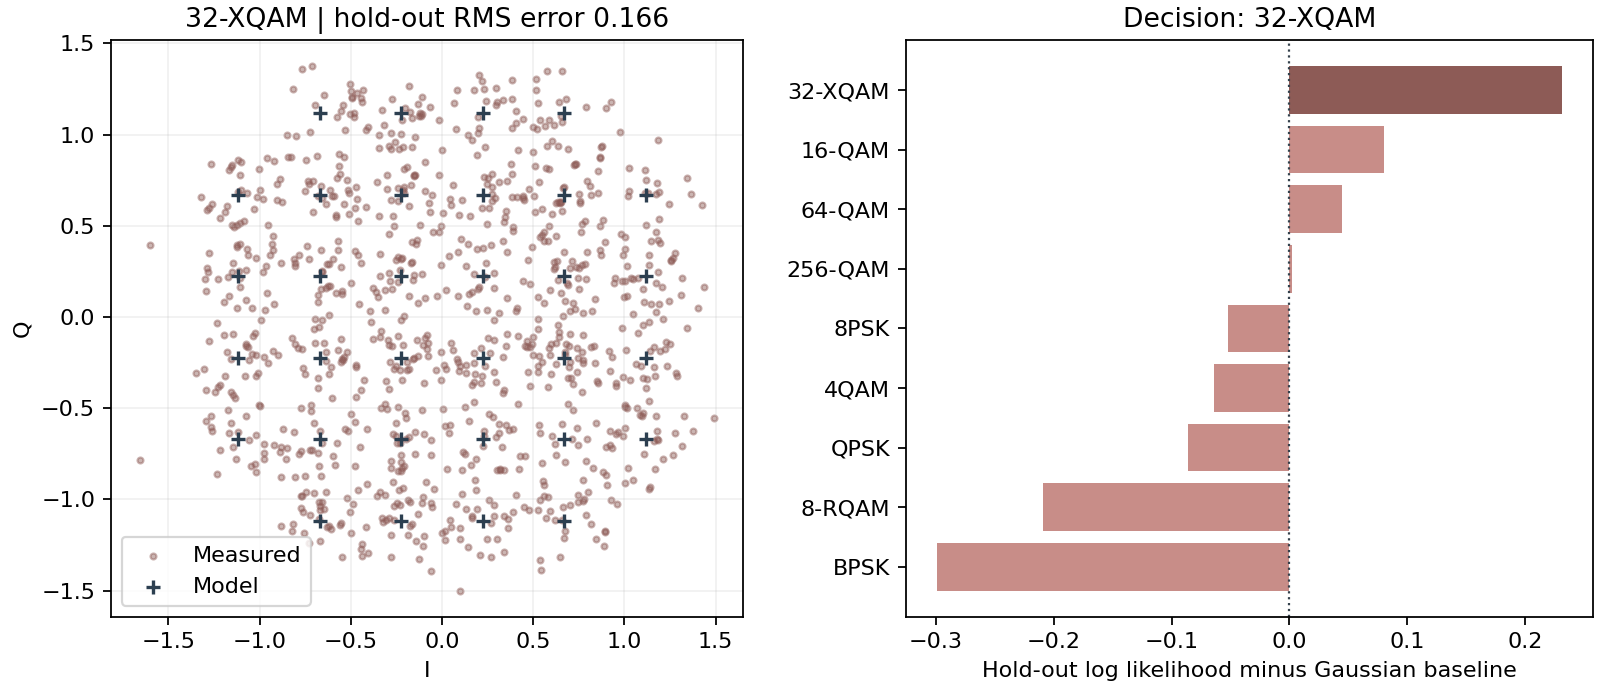 32-XQAM | hold-out RMS error 0.166
1.5
1.0
0.5
0.0
−0.5
−1.0
−1.5
Q
Measured
Model
−1.5
−1.0
−0.5
0.0
0.5
1.0
1.5
I
Decision: 32-XQAM
32-XQAM
16-QAM
64-QAM
256-QAM
8PSK
4QAM
QPSK
8-RQAM
BPSK
−0.3
−0.2
−0.1
0.0
0.1
0.2
Hold-out log likelihood minus Gaussian baseline